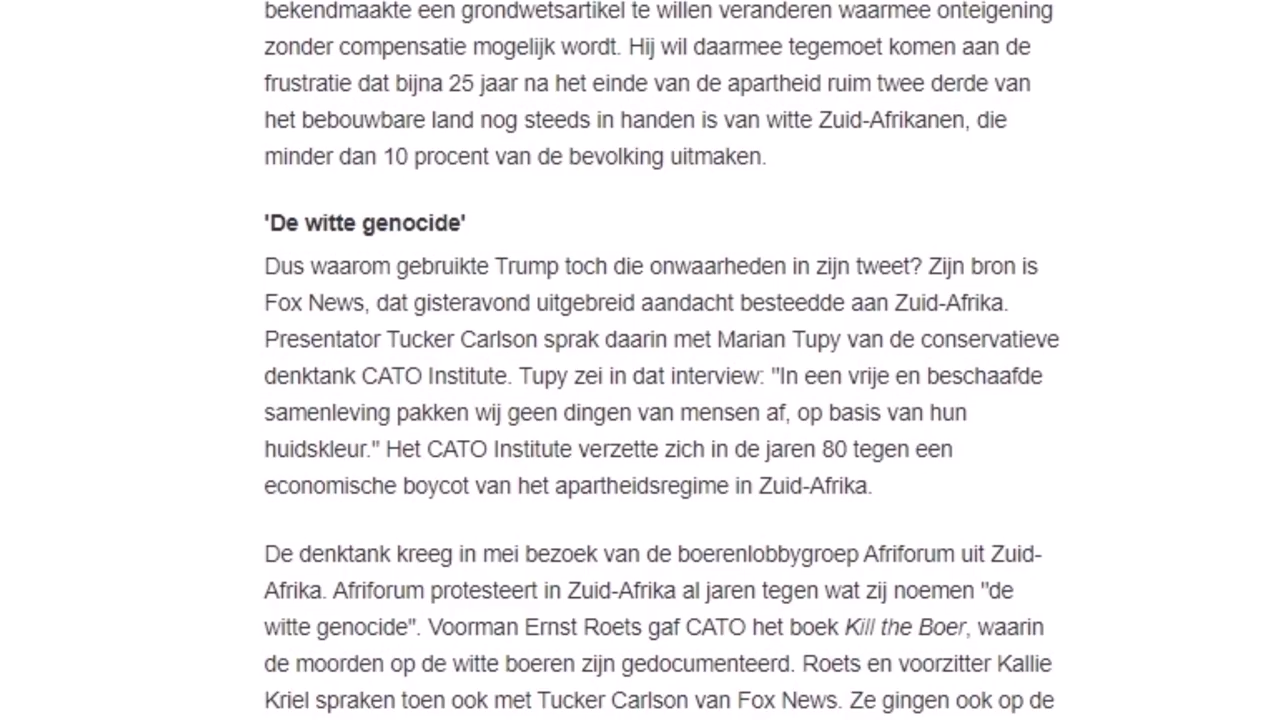 bekendmaakte een grondwetsartikel te willen veranderen waarmee onteigening
zonder compensatie mogelijk wordt. Hij wil daarmee tegemoet komen aan de
frustratie dat bijna 25 jaar na het einde van de apartheid ruim twee derde van
het bebouwbare land nog steeds in handen is van witte Zuid-Afrikanen, die
minder dan 10 procent van de bevolking uitmaken.
'De witte genocide'
Dus waarom gebruikte Trump toch die onwaarheden in zijn tweet? Zijn bron is
Fox News, dat gisteravond uitgebreid aandacht besteedde aan Zuid-Afrika.
Presentator Tucker Carlson sprak daarin met Marian Tupy van de conservatieve
denktank CATO Institute. Tupy zei in dat interview: "In een vrije en beschaafde
samenleving pakken wij geen dingen van mensen af, op basis van hun
huidskleur." Het CATO Institute verzette zich in de jaren 80 tegen een
economische boycot van het apartheidsregime in Zuid-Afrika.
De denktank kreeg in mei bezoek van de boerenlobbygroep Afriforum uit Zuid-
Afrika. Afriforum protesteert in Zuid-Afrika al jaren tegen wat zij noemen "de
witte genocide". Voorman Ernst Roets gaf CATO het boek Kill the Boer, waarin
de moorden op de witte boeren zijn gedocumenteerd. Roets en voorzitter Kallie
Kriel spraken toen ook met Tucker Carlson van Fox News. Ze gingen ook op de